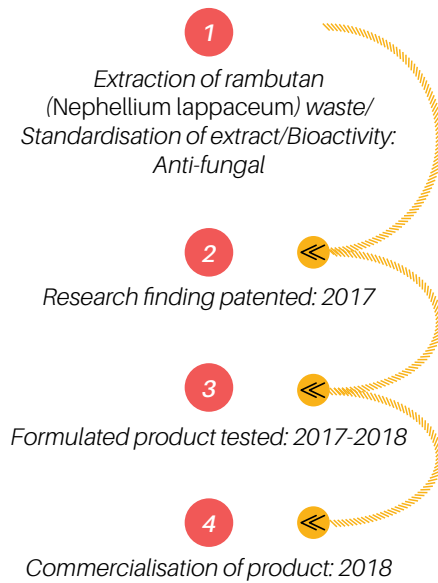 1
Extraction of rambutan
(Nephellium lappaceum) waste/
Standardisation of extract/Bioactivity:
Anti-fungal
2
Research finding patented: 2017
3
Formulated product tested: 2017-2018
4
Commercialisation of product: 2018